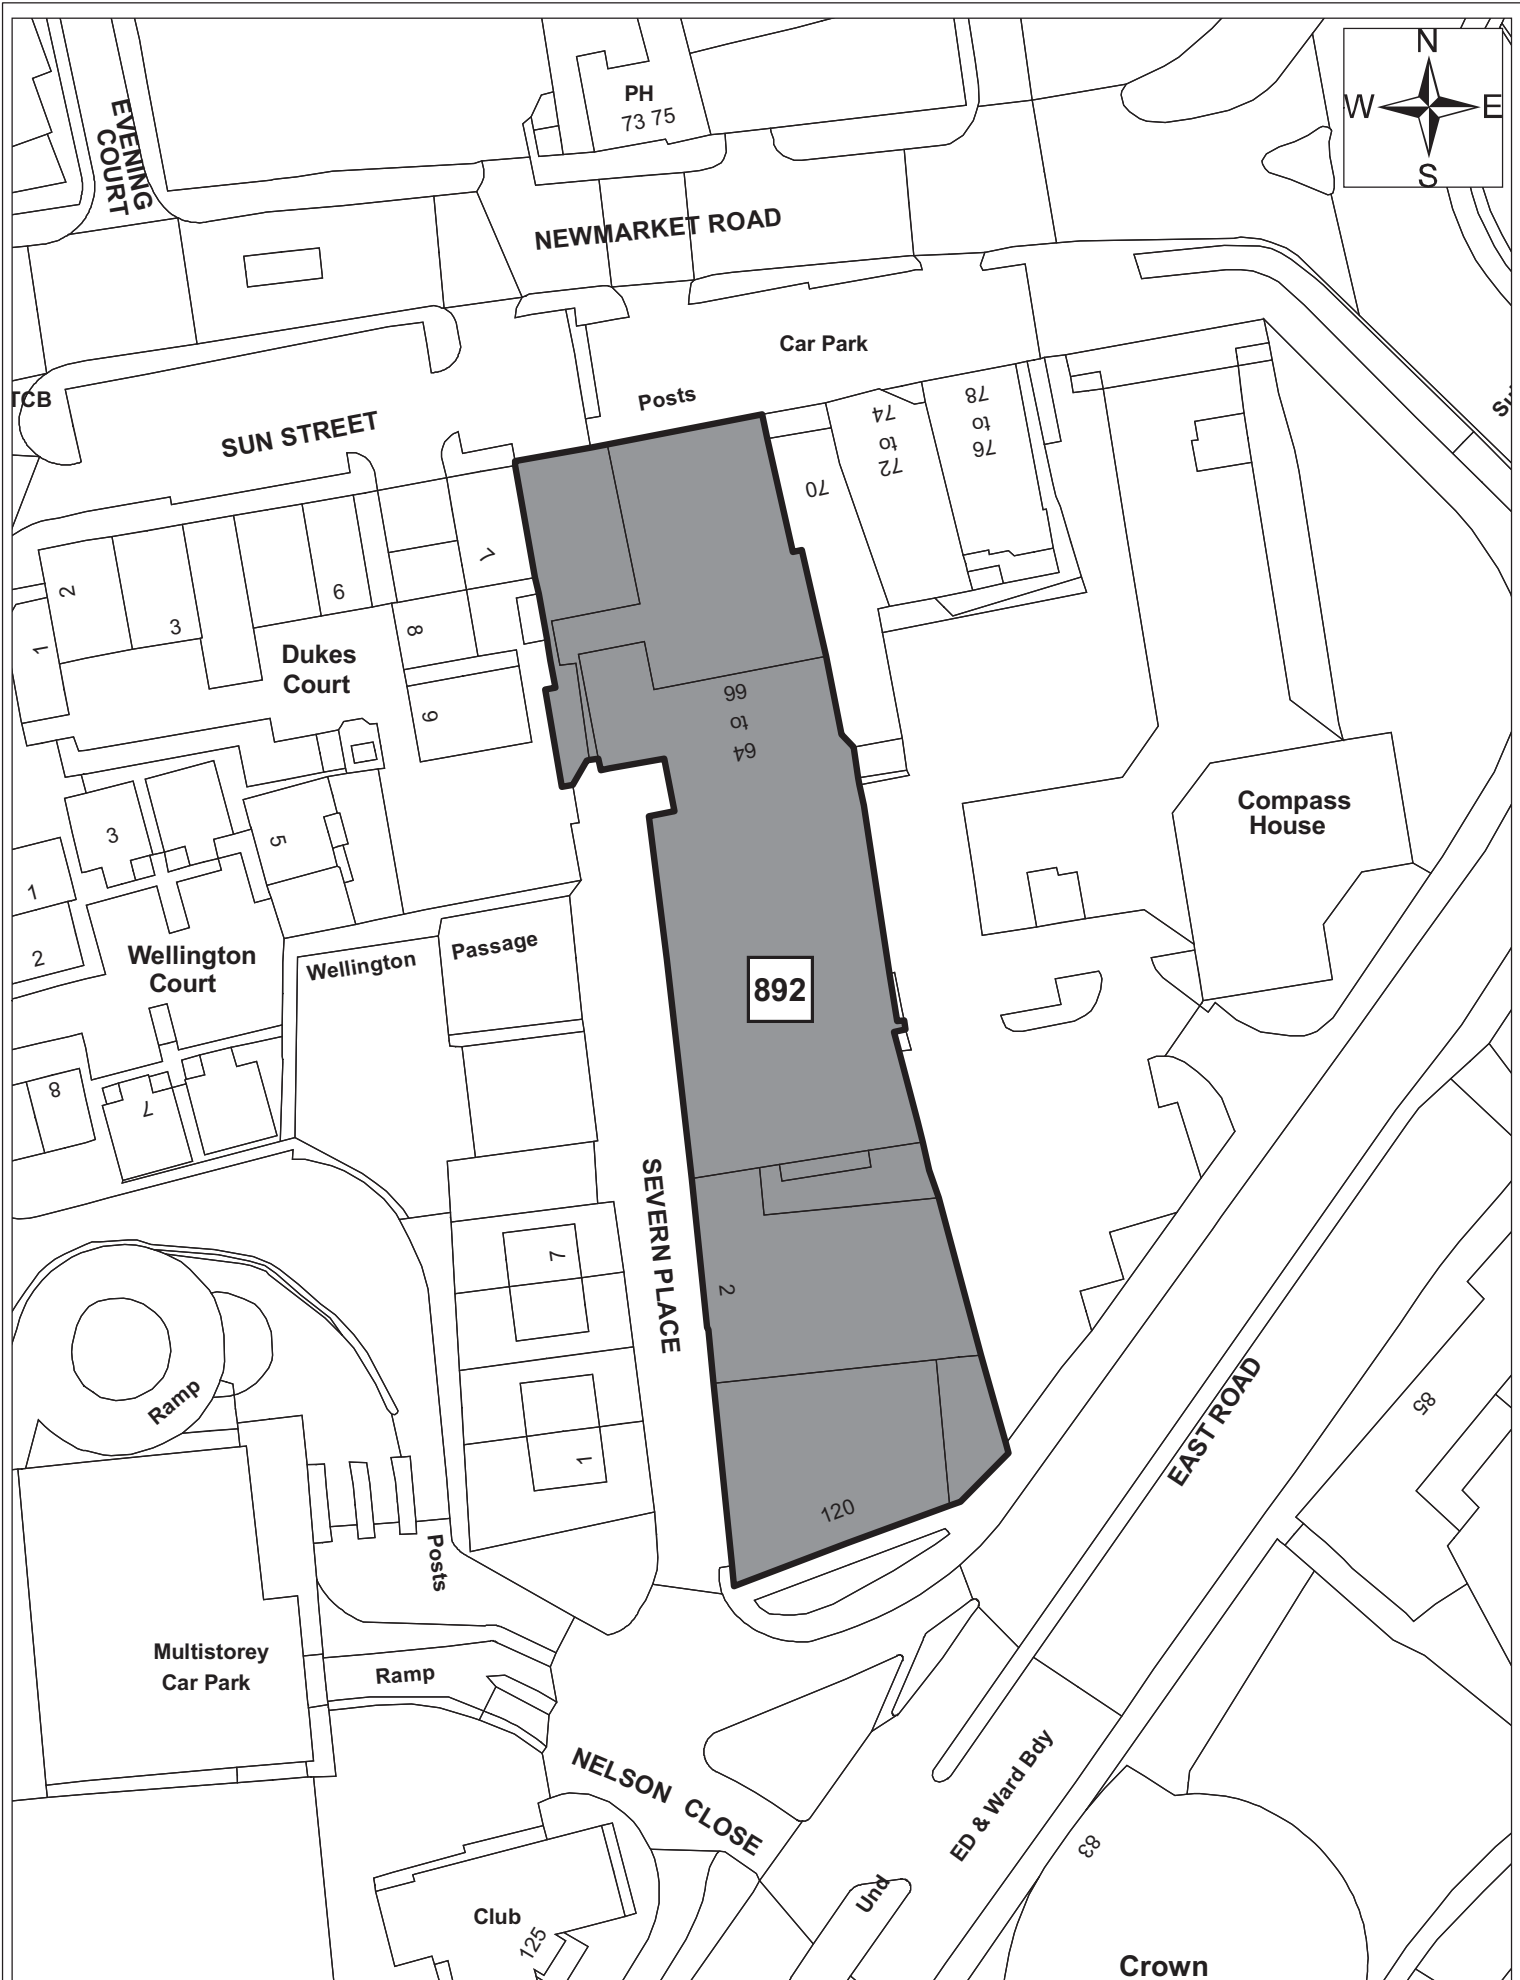 N
W E
S
EVENING
COURT
PH
73 75
NEWMARKET ROAD
Car Park
TCB
Posts
SUN STREET
78
to
76
74
to
72
70
7
2
6
3
1
8
Dukes
Court
9
66
to
64
Compass
House
3
5
1
2
Wellington Passage
Wellington
Court
892
8
7
SEVERN PLACE
7
2
Ramp
1
EAST ROAD
85
120
Posts
Multistorey
Car Park
Ramp
NELSON CLOSE
ED & Ward Bdy
83
Und
Club
125
Crown